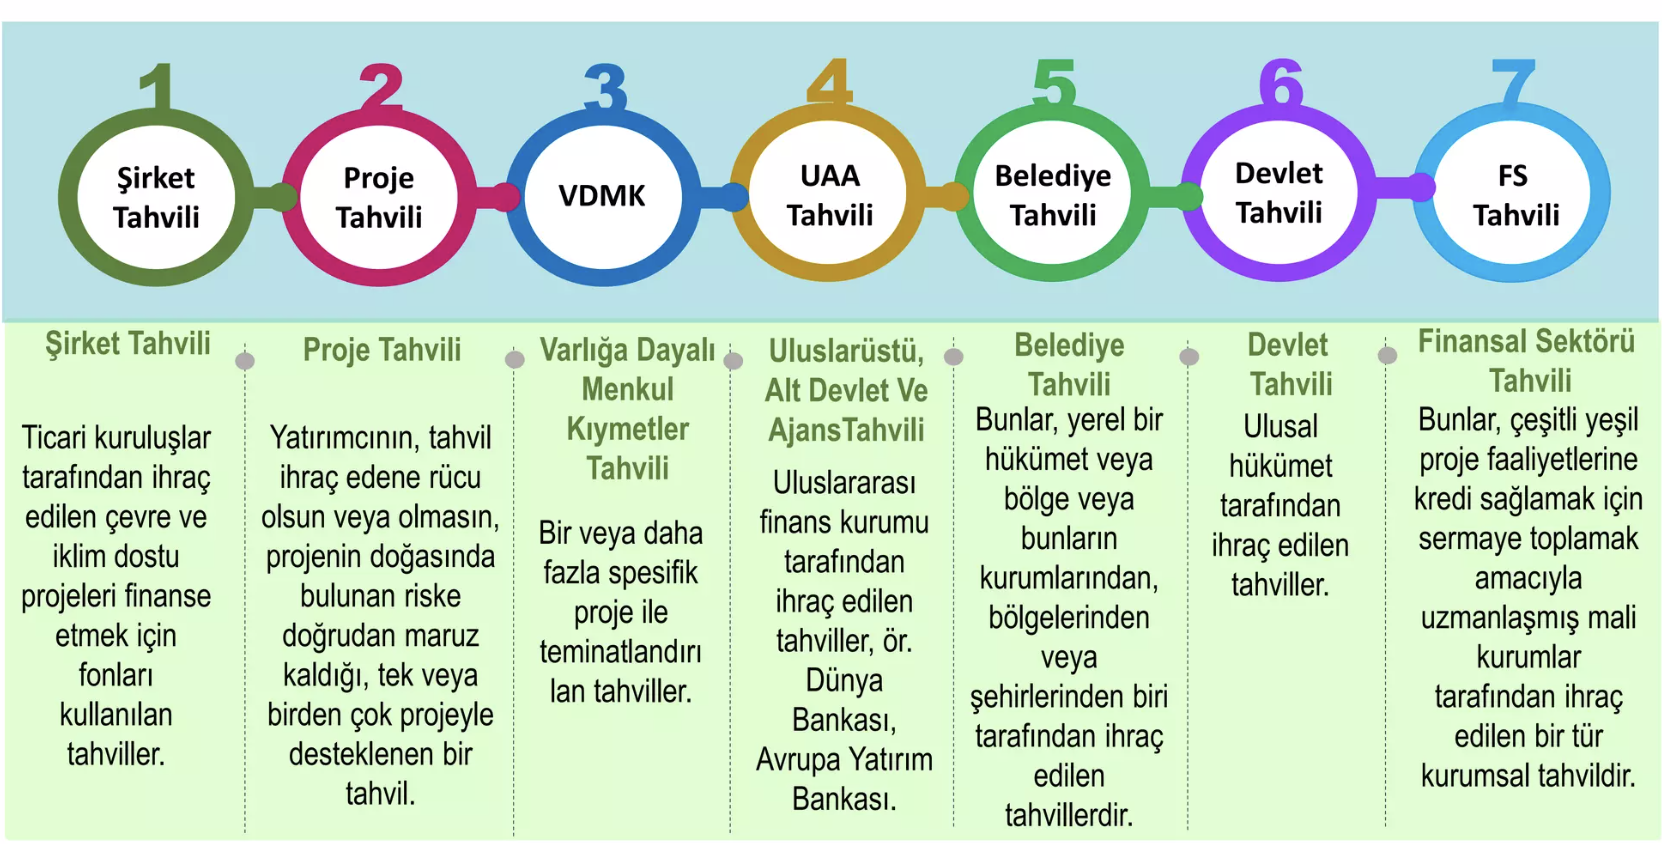 1
Şirket
Tahvili
2
Proje
Tahvili
3
VDMK
4
UAA
Tahvili
5
Belediye
Tahvili
6
Devlet
Tahvili
7
FS
Tahvili
Şirket Tahvili
Ticari kuruluşlar
tarafından ihraç
edilen çevre ve
iklim dostu
projeleri finanse
etmek için
fonları
kullanılan
tahviller.
Proje Tahvili
Yatırımcının, tahvil
ihraç edene rücu
olsun veya olmasın,
projenin doğasında
bulunan riske
doğrudan maruz
kaldığı, tek veya
birden çok projeyle
desteklenen bir
tahvil.
Varlığa Dayalı
Menkul
Kıymetler
Tahvili
Bir veya daha
fazla spesifik
proje ile
teminatlandırı
lan tahviller.
Uluslarüstü,
Alt Devlet Ve
AjansTahvili
Uluslararası
finans kurumu
tarafından
ihraç edilen
tahviller, ör.
Dünya
Bankası,
Avrupa Yatırım
Bankası.
Belediye
Tahvili
Bunlar, yerel bir
hükümet veya
bölge veya
bunların
kurumlarından,
bölgelerinden
veya
şehirlerinden biri
tarafından ihraç
edilen
tahvillerdir.
Devlet
Tahvili
Ulusal
hükümet
tarafından
ihraç edilen
tahviller.
Finansal Sektörü
Tahvili
Bunlar, çeşitli yeşil
proje faaliyetlerine
kredi sağlamak için
sermaye toplamak
amacıyla
uzmanlaşmış mali
kurumlar
tarafından ihraç
edilen bir tür
kurumsal tahvildir.